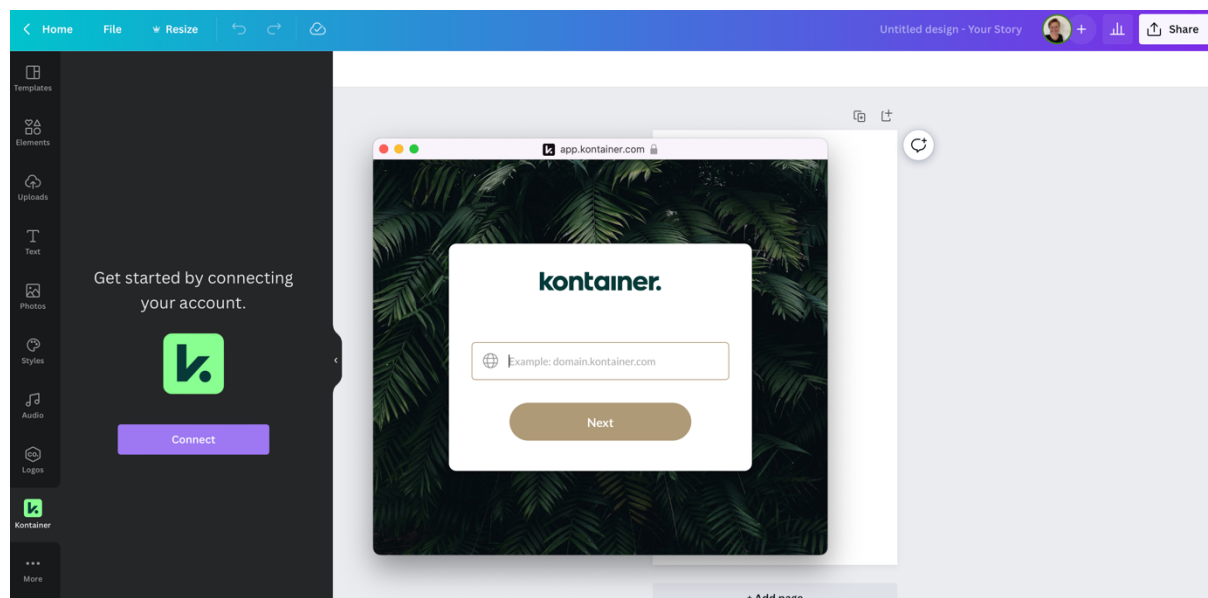 Home File Resize Untitled design - Your Story + Share
Templates
Elements
Uploads
Text
Photos
Styles
Audio
co.
Logos
Kontainer
More
Get started by connecting
your account.
k.
Connect
app.kontainer.com
kontainer.
Example: domain.kontainer.com
Next
+ Add page